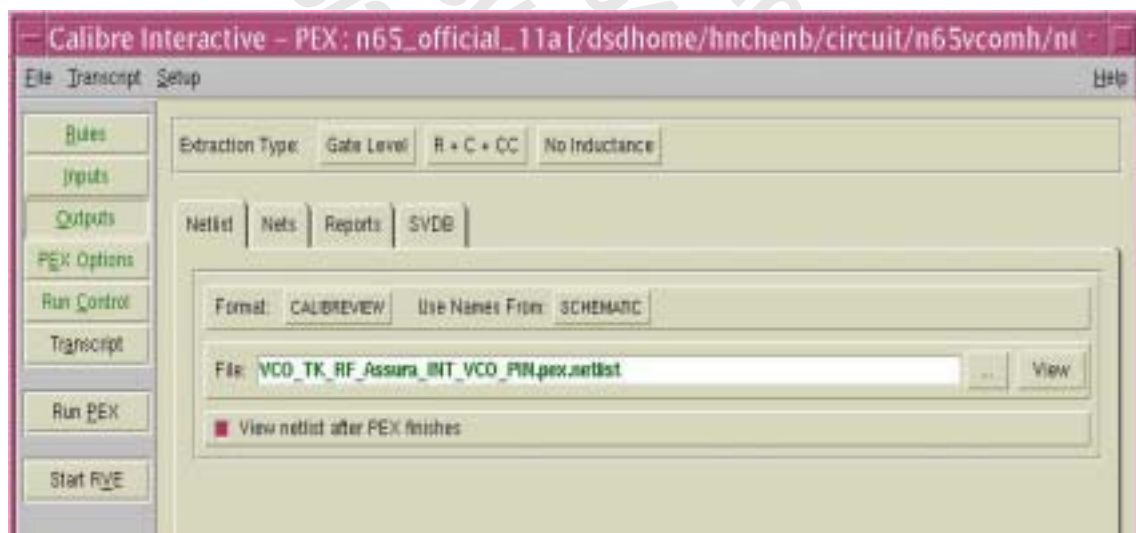 Calibre Interactive – PEX : n65_official_11a [/dsdhome/hnchenb/circuit/n65vcomh/n
File Transcript Setup Help
Rules
Inputs
Outputs
PEX Options
Run Control
Transcript
Run PEX
Start RVE
Extraction Type: Gate Level R + C + CC No Inductance
Netlist Nets Reports SVDB
Format: CALIBREVIEW Use Names From: SCHEMATIC
File: VCO_TK_RF_Assura_INT_VCO_PIN.pex.netlist ... View
View netlist after PEX finishes